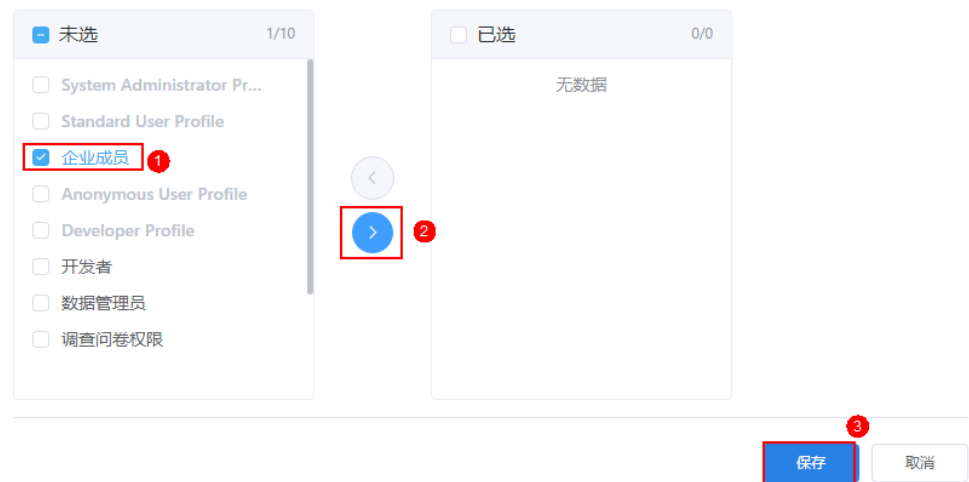 未选 1/10
System Administrator Pr...
Standard User Profile
企业成员 1
Anonymous User Profile
Developer Profile
开发者
数据管理员
调查问卷权限
2
已选 0/0
无数据
3
保存 取消